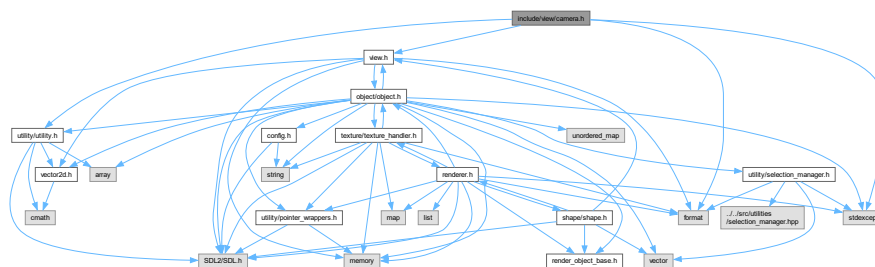 include/view/camera.h
view.h
object/object.h
utility/utility.h
config.h
texture/texture_handler.h
unordered_map
vector2d.h
array
string
renderer.h
utility/selection_manager.h
cmath
utility/pointer_wrappers.h
map
list
shape/shape.h
format
../../src/utilities
/selection_manager.hpp
stdexcept
SDL2/SDL.h
memory
render_object_base.h
vector